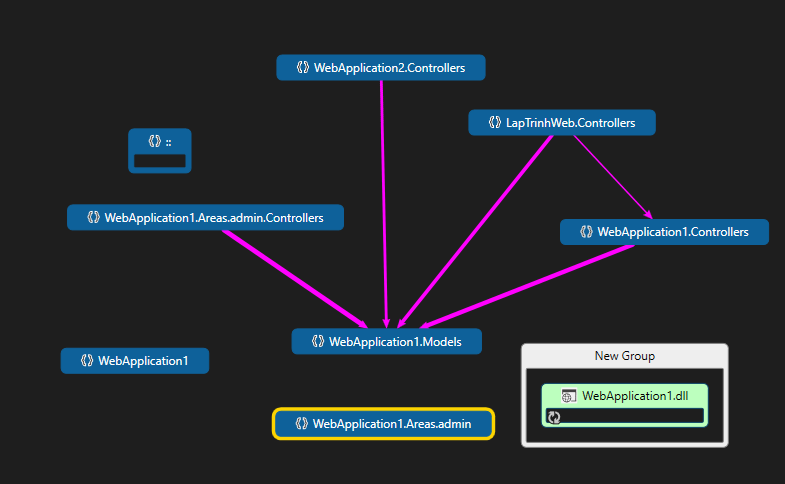 WebApplication2.Controllers
LapTrinhWeb.Controllers
::
WebApplication1.Areas.admin.Controllers
WebApplication1.Controllers
WebApplication1.Models
WebApplication1
New Group
WebApplication1.dll
WebApplication1.Areas.admin